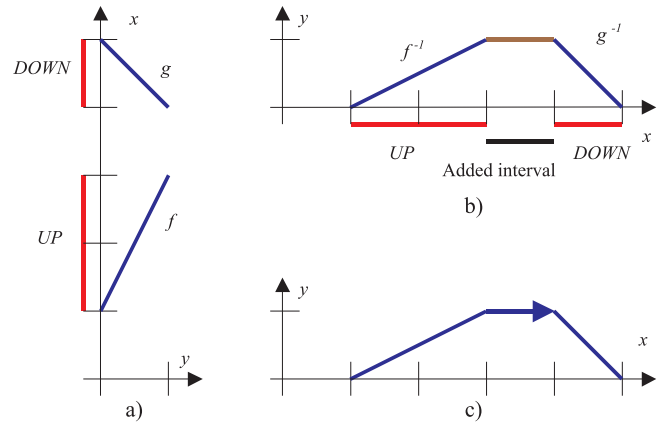 x
DOWN
g
UP
f
y
a)
y
f⁻¹
g⁻¹
x
UP
DOWN
Added interval
b)
y
x
c)